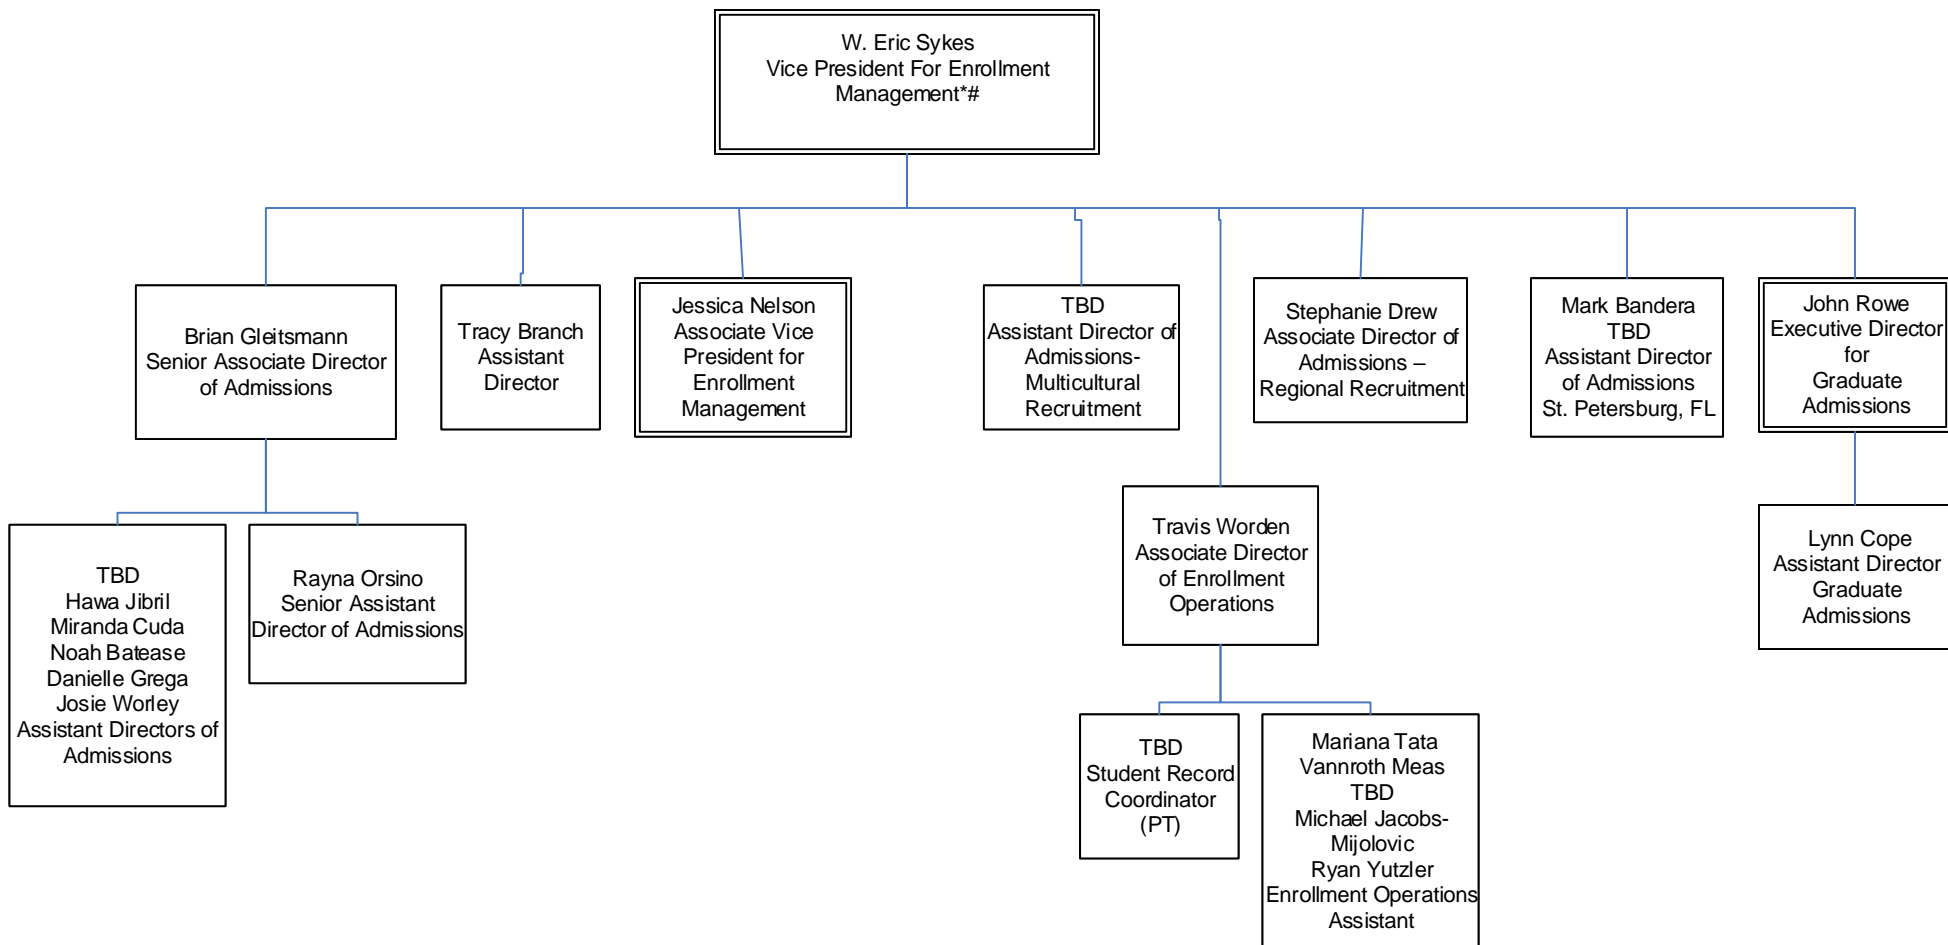 W. Eric Sykes
Vice President For Enrollment
Management*#
Brian Gleitsmann
Senior Associate Director
of Admissions
Tracy Branch
Assistant
Director
Jessica Nelson
Associate Vice
President for
Enrollment
Management
TBD
Assistant Director of
Admissions-
Multicultural
Recruitment
Stephanie Drew
Associate Director of
Admissions –
Regional Recruitment
Mark Bandera
TBD
Assistant Director
of Admissions
St. Petersburg, FL
John Rowe
Executive Director
for
Graduate
Admissions
TBD
Hawa Jibril
Miranda Cuda
Noah Batease
Danielle Grega
Josie Worley
Assistant Directors of
Admissions
Rayna Orsino
Senior Assistant
Director of Admissions
Travis Worden
Associate Director
of Enrollment
Operations
Lynn Cope
Assistant Director
Graduate
Admissions
TBD
Student Record
Coordinator
(PT)
Mariana Tata
Vannroth Meas
TBD
Michael Jacobs-
Mijolovic
Ryan Yutzler
Enrollment Operations
Assistant